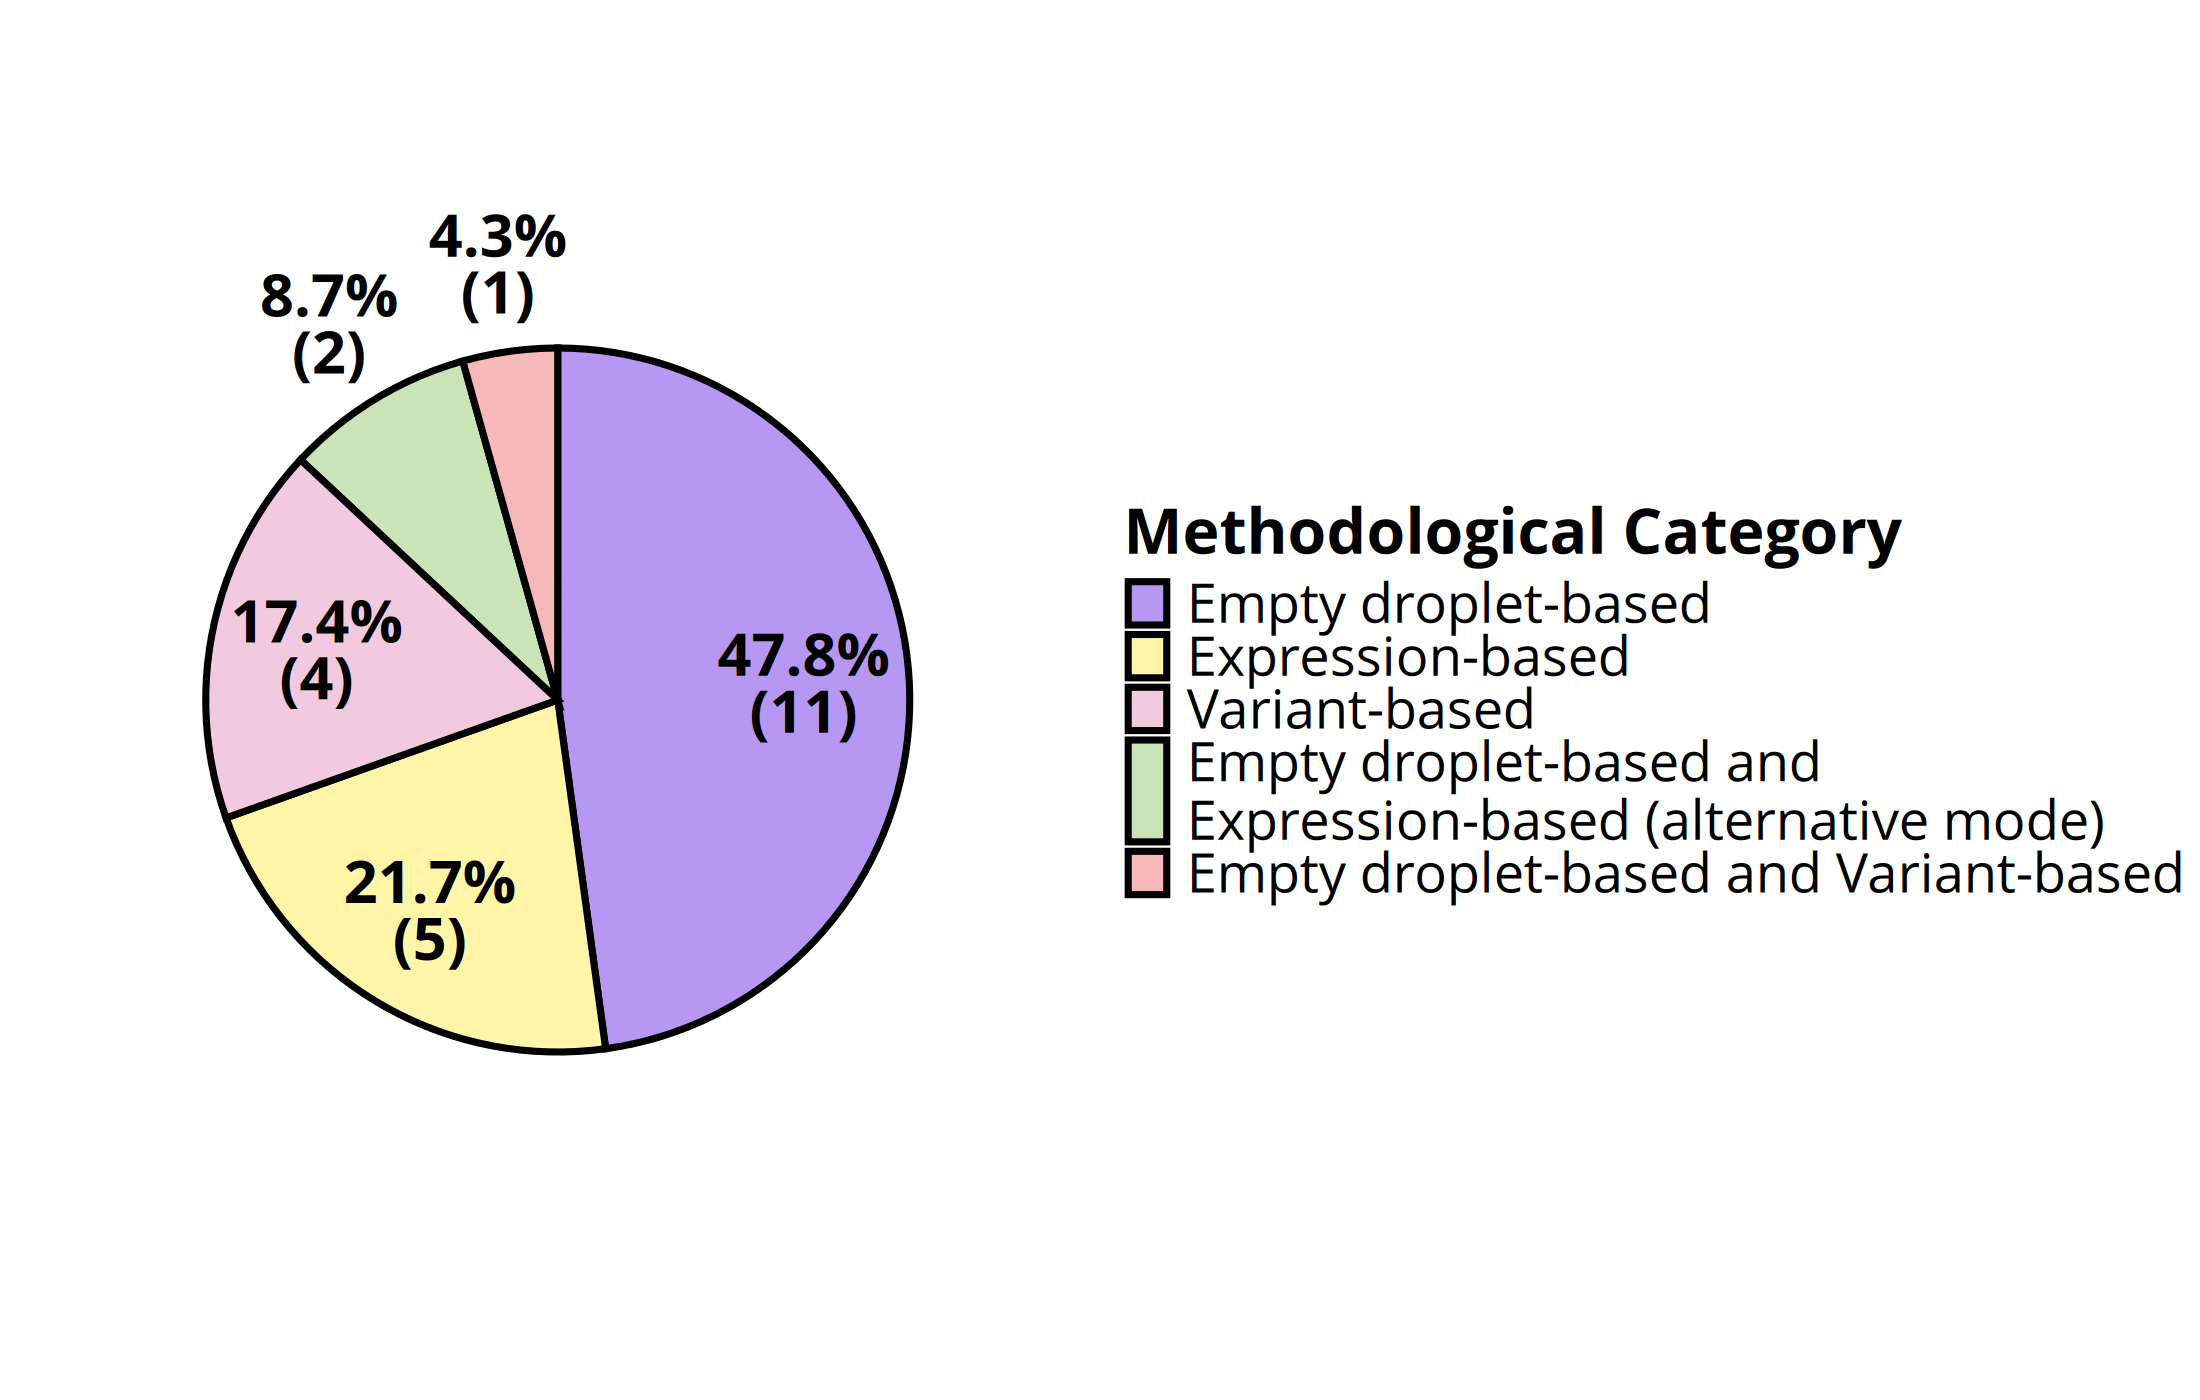 4.3%
(1)
8.7%
(2)
17.4%
(4)
47.8%
(11)
21.7%
(5)
Methodological Category
Empty droplet-based
Expression-based
Variant-based
Empty droplet-based and
Expression-based (alternative mode)
Empty droplet-based and Variant-based